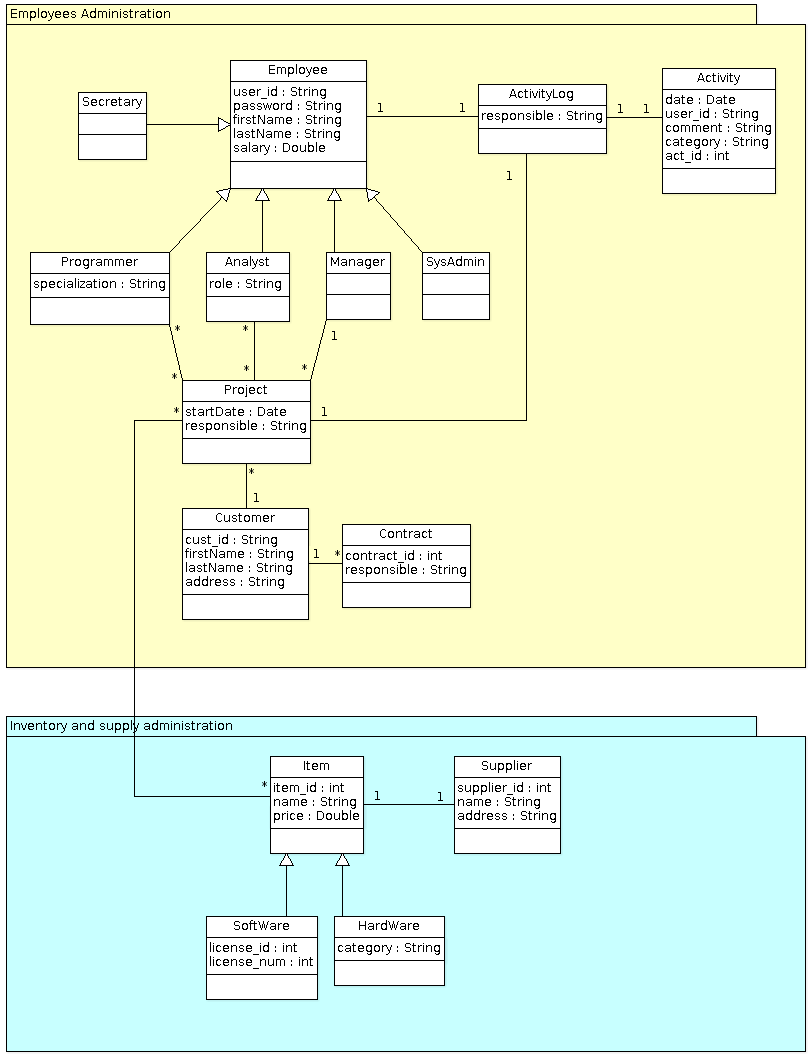 Employees Administration
Employee
user_id : String
password : String
firstName : String
lastName : String
salary : Double
Secretary
1
1
ActivityLog
responsible : String
1
1
Activity
date : Date
user_id : String
comment : String
category : String
act_id : int
1
Programmer
specialization : String
Analyst
role : String
Manager
SysAdmin
*
*
1
*
*
*
Project
startDate : Date
responsible : String
*
1
*
1
Customer
cust_id : String
firstName : String
lastName : String
address : String
1
*
Contract
contract_id : int
responsible : String
Inventory and supply administration
*
Item
item_id : int
name : String
price : Double
1
1
Supplier
supplier_id : int
name : String
address : String
SoftWare
license_id : int
license_num : int
HardWare
category : String